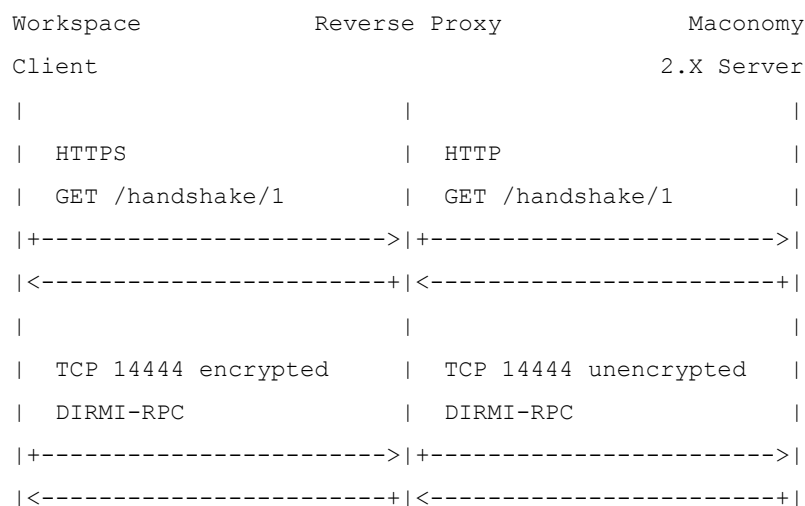 Workspace Reverse Proxy Maconomy
Client 2.X Server
| | |
| HTTPS | HTTP |
| GET /handshake/1 | GET /handshake/1 |
|+------------------------>|+------------------------>|
|<------------------------+|<------------------------+|
| | |
| TCP 14444 encrypted | TCP 14444 unencrypted |
| DIRMI-RPC | DIRMI-RPC |
|+------------------------>|+------------------------>|
|<------------------------+|<------------------------+|